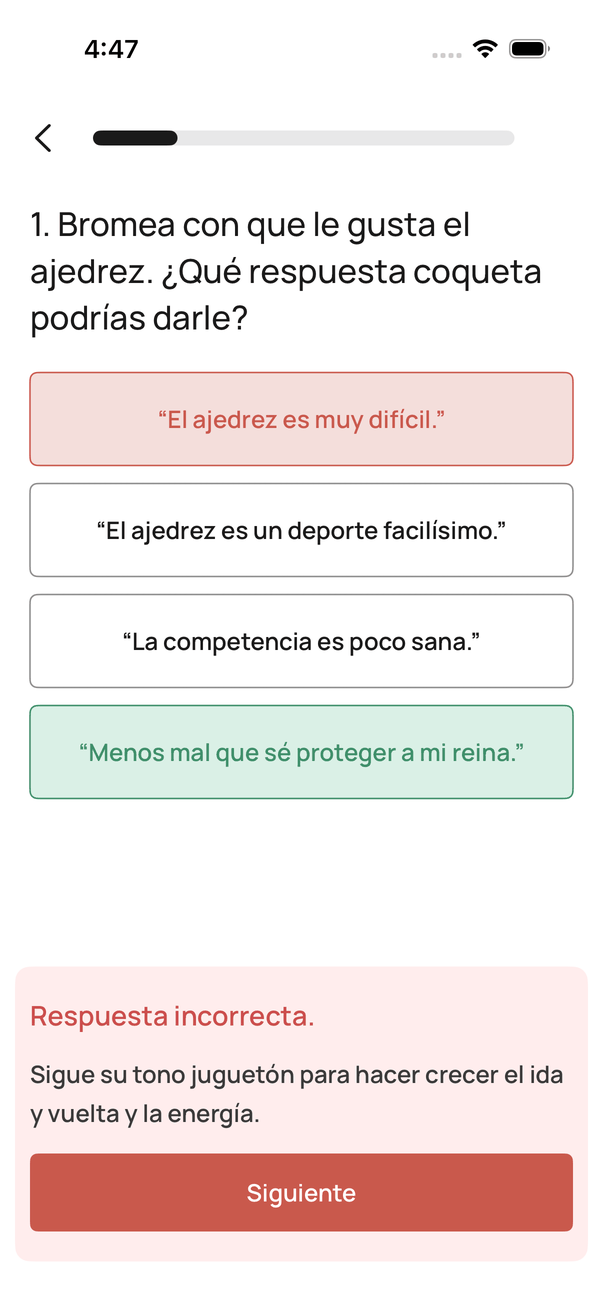 4:47
1. Bromea con que le gusta el
ajedrez. ¿Qué respuesta coqueta
podrías darle?
“El ajedrez es muy difícil.”
“El ajedrez es un deporte facilísimo.”
“La competencia es poco sana.”
“Menos mal que sé proteger a mi reina.”
Respuesta incorrecta.
Sigue su tono juguetón para hacer crecer el ida
y vuelta y la energía.
Siguiente